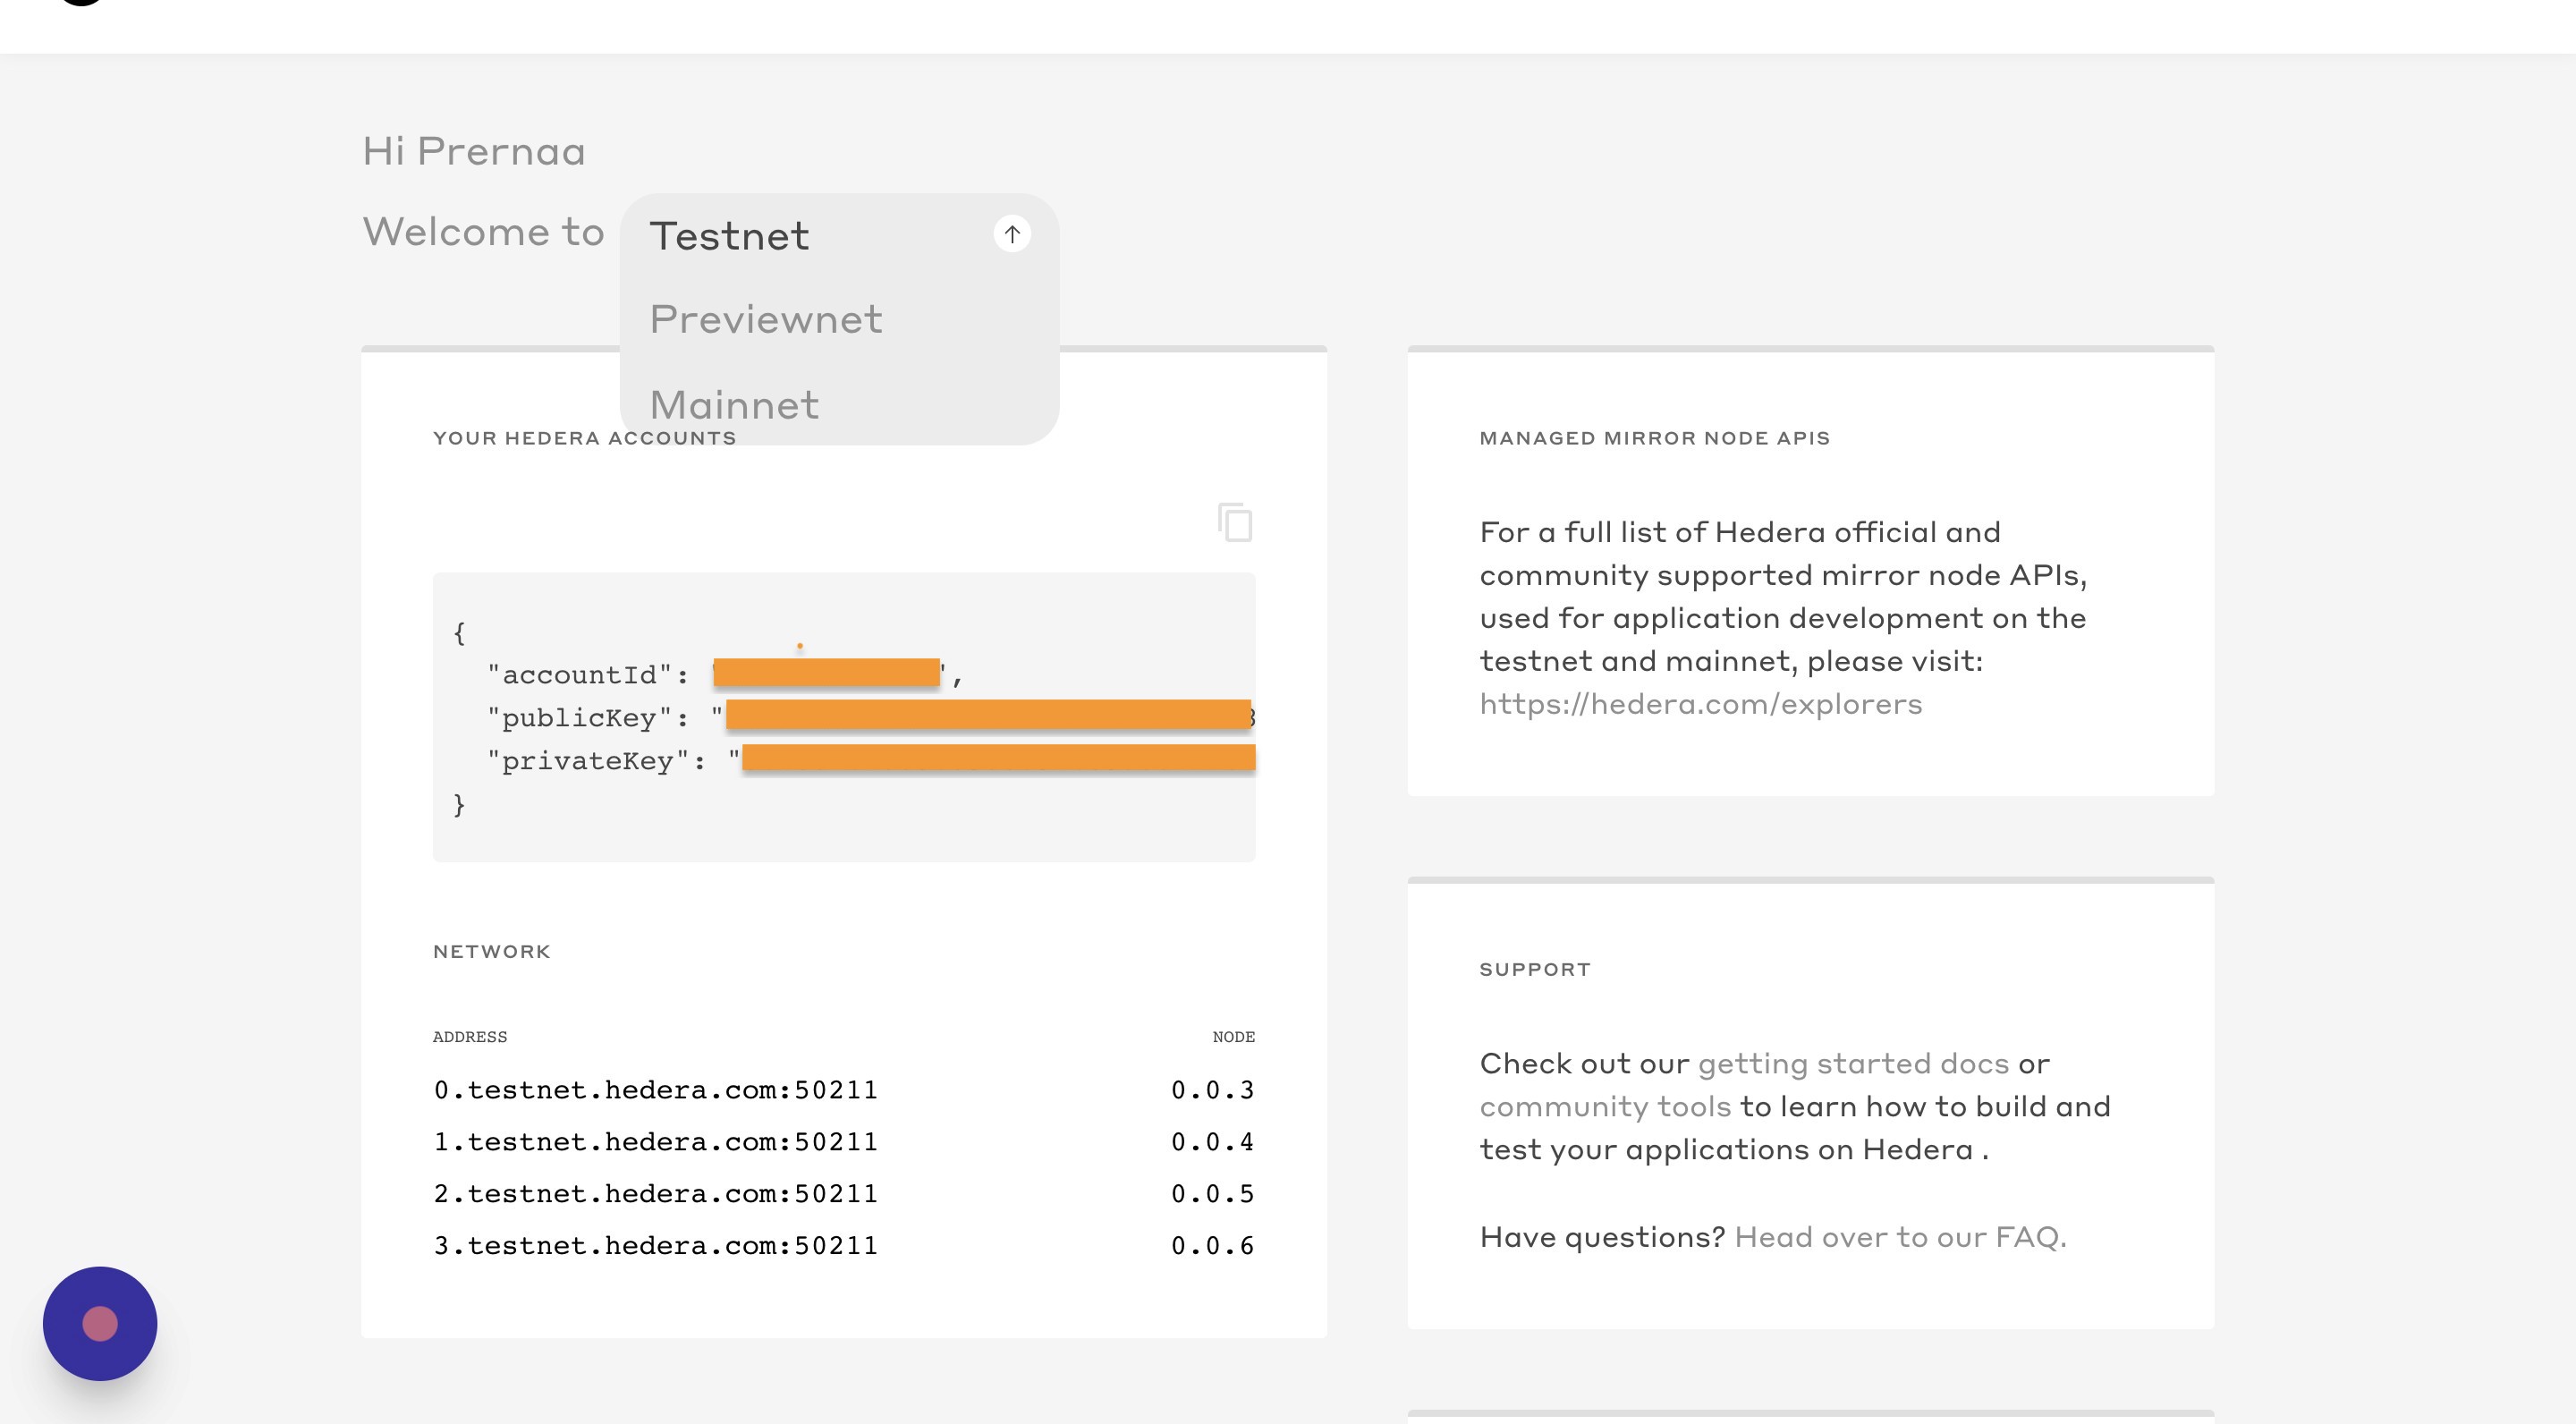 Hi Prernaa
Welcome to
Testnet
Previewnet
Mainnet
YOUR HEDERA ACCOUNTS
{
"accountId": ",
"publicKey": "
"privateKey": "
}
NETWORK
ADDRESS NODE
0.testnet.hedera.com:50211 0.0.3
1.testnet.hedera.com:50211 0.0.4
2.testnet.hedera.com:50211 0.0.5
3.testnet.hedera.com:50211 0.0.6
MANAGED MIRROR NODE APIS
For a full list of Hedera official and
community supported mirror node APIs,
used for application development on the
testnet and mainnet, please visit:
https://hedera.com/explorers
SUPPORT
Check out our getting started docs or
community tools to learn how to build and
test your applications on Hedera .
Have questions? Head over to our FAQ.